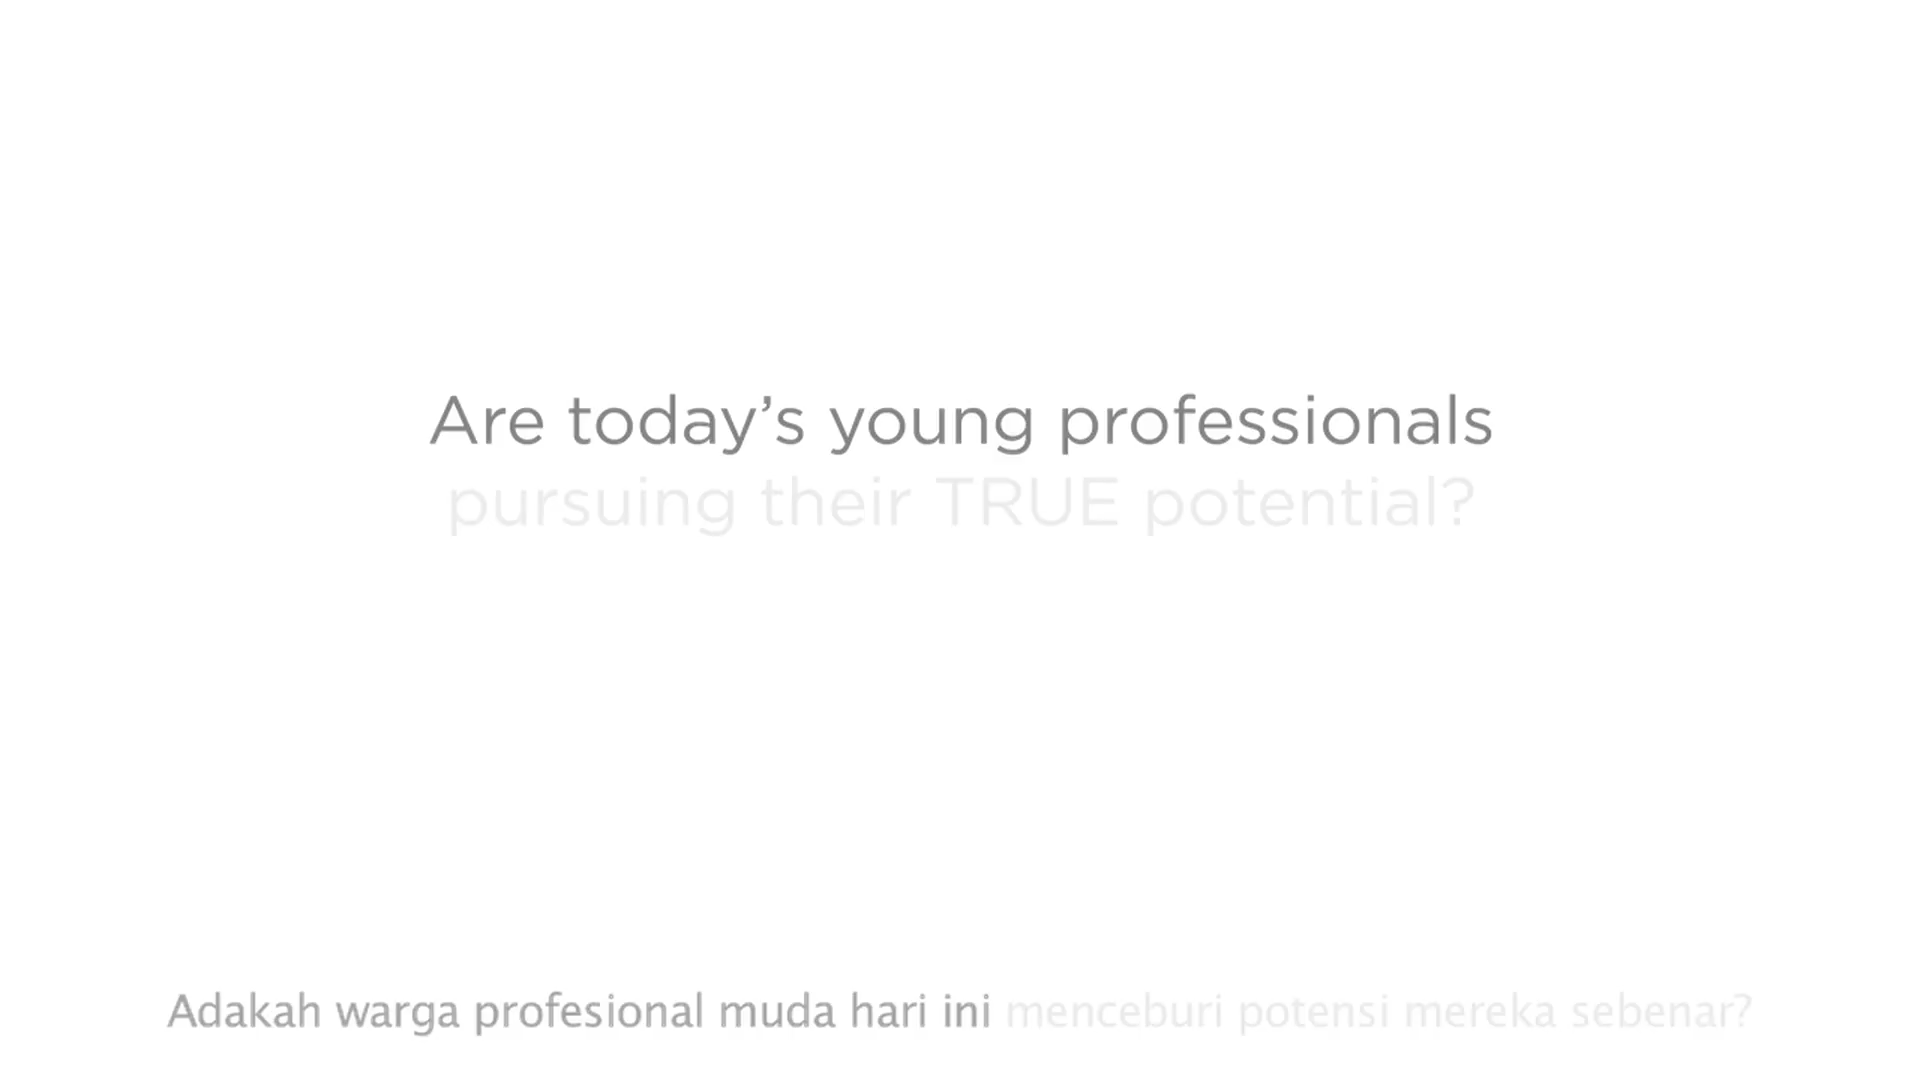 Are today’s young professionals
pursuing their TRUE potential?
Adakah warga profesional muda hari ini menceburi potensi mereka sebenar?